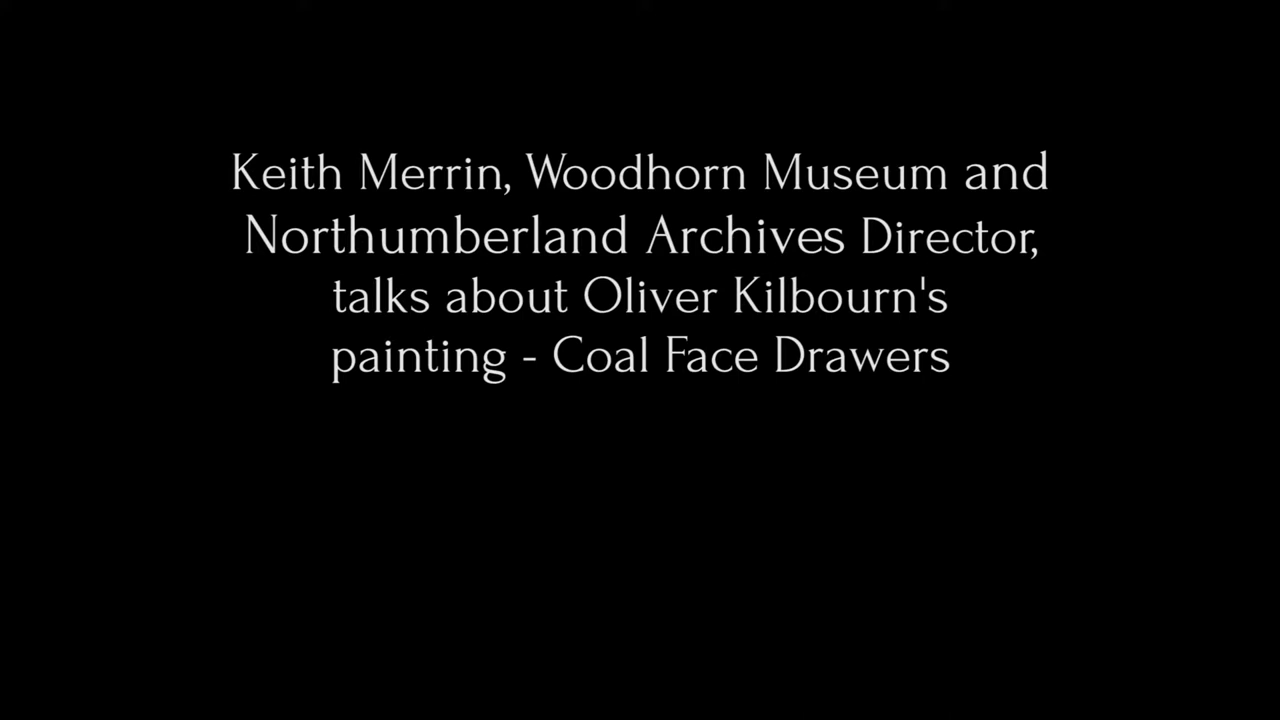 Keith Merrin, Woodhorn Museum and
Northumberland Archives Director,
talks about Oliver Kilbourn's
painting - Coal Face Drawers